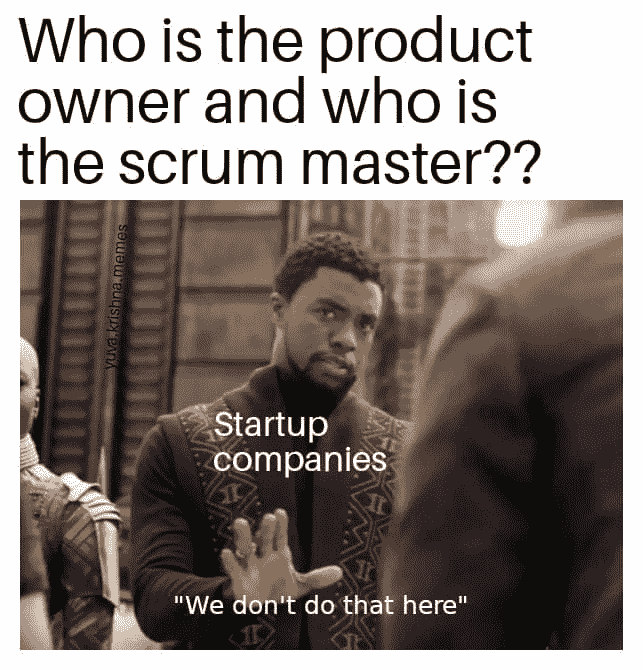 Who is the product
owner and who is
the scrum master??
yuva.krishna.memes
Startup
companies
"We don't do that here"